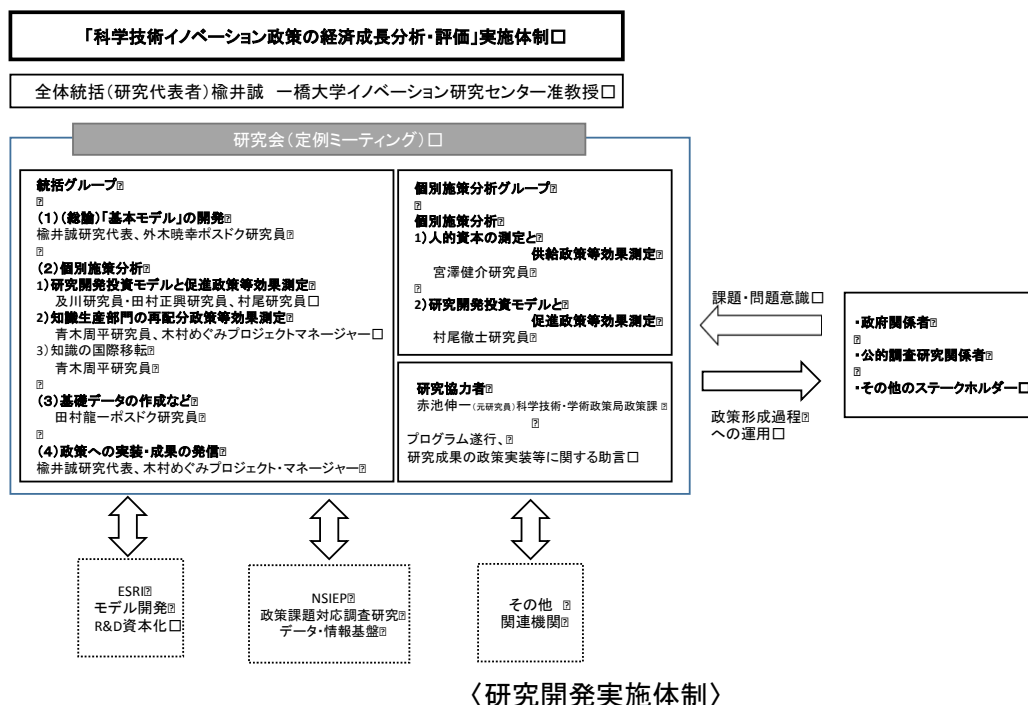 「科学技術イノベーション政策の経済成長分析・評価」実施体制
全体統括(研究代表者)楡井誠　一橋大学イノベーション研究センター准教授
研究会(定例ミーティング)
統括グループ
(1)(総論)「基本モデル」の開発
楡井誠研究代表、外木暁幸ポスドク研究員
(2)個別施策分析
1)研究開発投資モデルと促進政策等効果測定
及川研究員・田村正興研究員、村尾研究員
2)知識生産部門の再配分政策等効果測定
青木周平研究員、木村めぐみプロジェクトマネージャー
3)知識の国際移転
青木周平研究員
(3)基礎データの作成など
田村龍一ポスドク研究員
(4)政策への実装・成果の発信
楡井誠研究代表、木村めぐみプロジェクト・マネージャー
個別施策分析グループ
個別施策分析
1)人的資本の測定と
供給政策等効果測定
宮澤健介研究員
2)研究開発投資モデルと
促進政策等効果測定
村尾徹士研究員
研究協力者
赤池伸一(元研究員)科学技術・学術政策局政策課
プログラム遂行、
研究成果の政策実装等に関する助言
課題・問題意識
政策形成過程
への運用
・政府関係者
・公的調査研究関係者
・その他のステークホルダー
ESRI
モデル開発
R&D資本化
NSIEP
政策課題対応調査研究
データ・情報基盤
その他
関連機関
〈研究開発実施体制〉